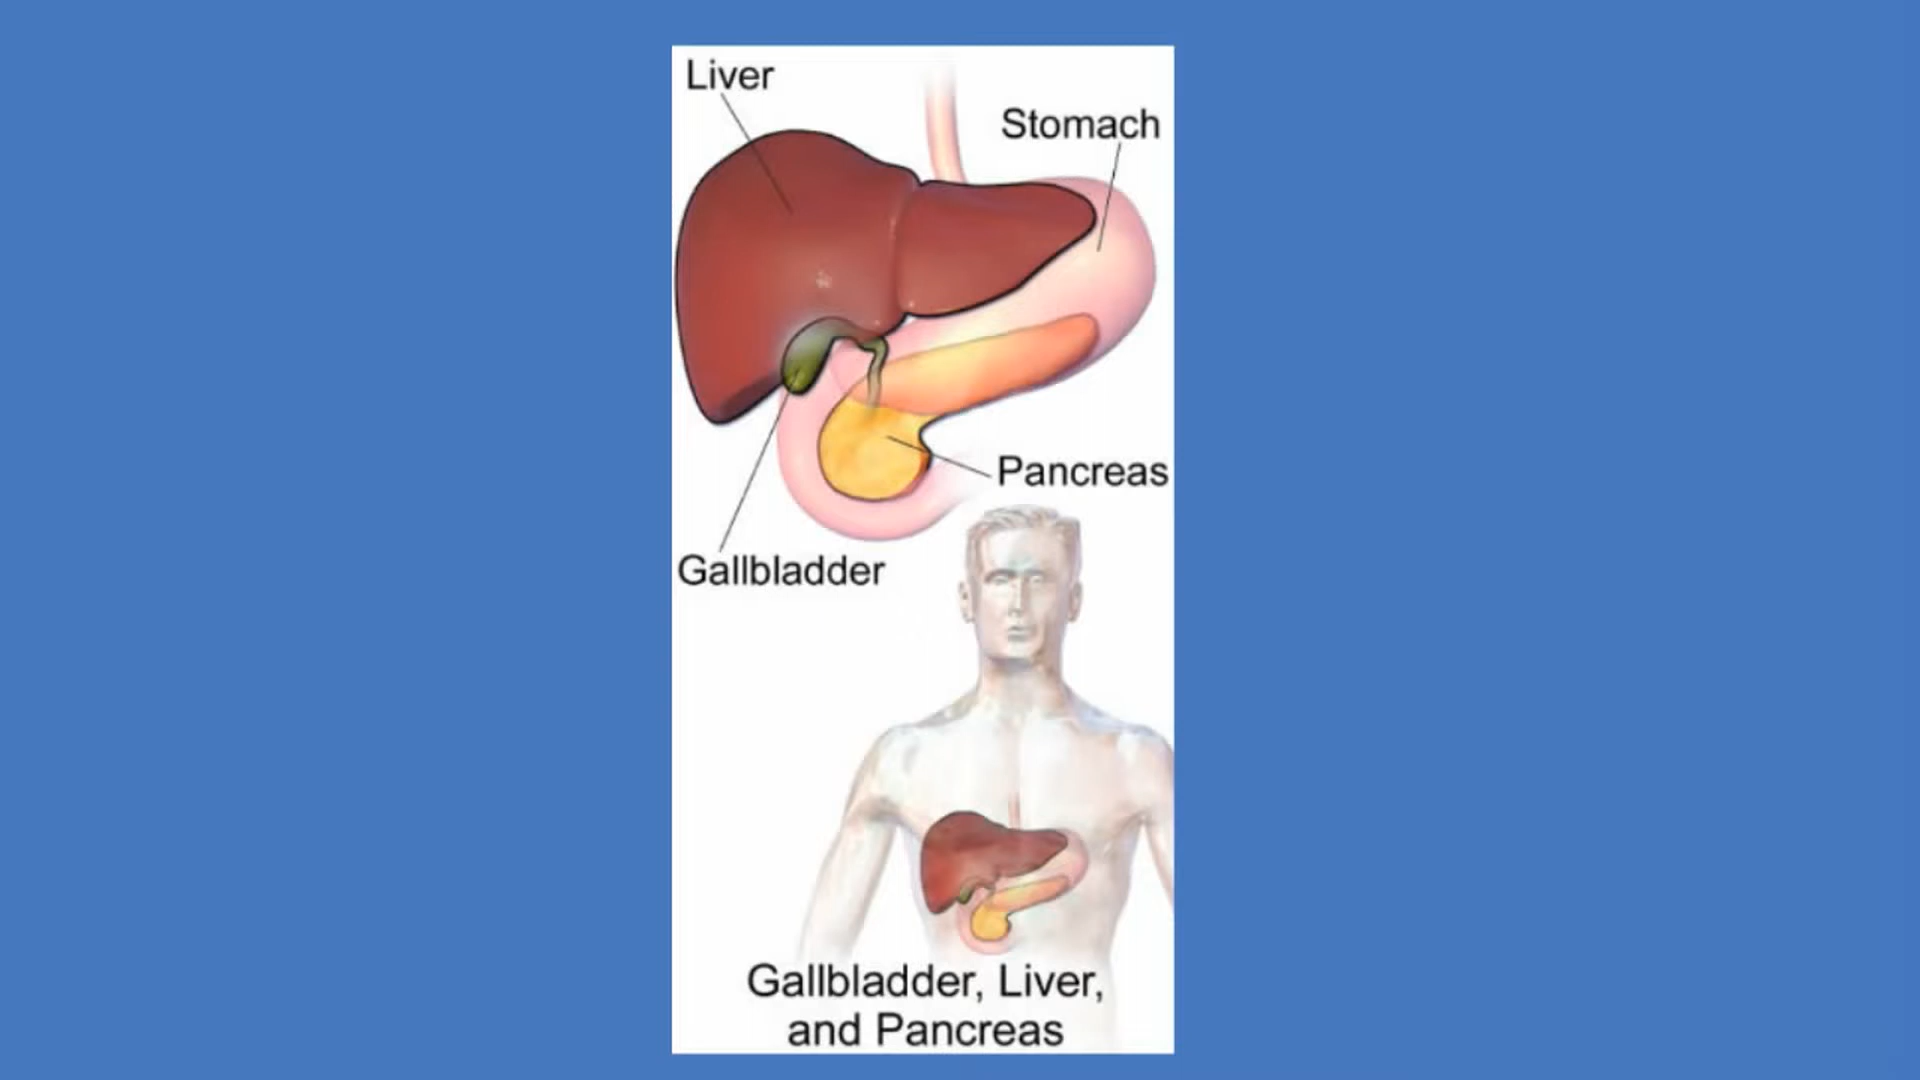 Liver
Stomach
Pancreas
Gallbladder
Gallbladder, Liver,
and Pancreas